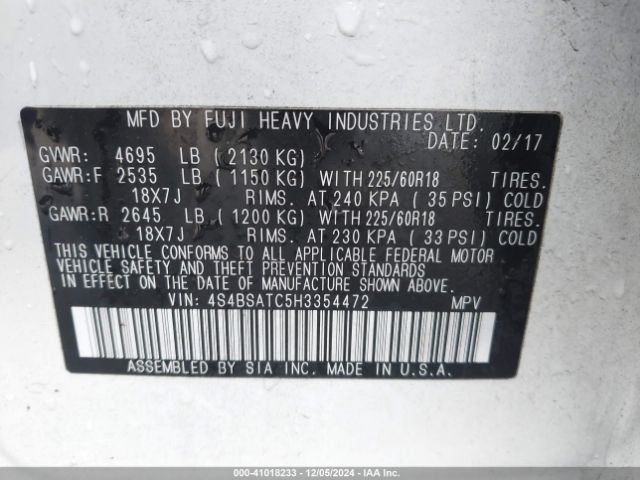 MFD BY FUJI HEAVY INDUSTRIES LTD.
DATE: 02/17
GVWR: 4695 LB (2130 KG)
GAWR:F 2535 LB (1150 KG) WITH 225/60R18 TIRES.
18X7J RIMS. AT 240 KPA (35 PSI) COLD
GAWR:R 2645 LB (1200 KG) WITH 225/60R18 TIRES.
18X7J RIMS. AT 230 KPA (33 PSI) COLD
THIS VEHICLE CONFORMS TO ALL APPLICABLE FEDERAL MOTOR
VEHICLE SAFETY AND THEFT PREVENTION STANDARDS
IN EFFECT ON THE DATE OF MANUFACTURE SHOWN ABOVE.
VIN: 4S4BSATC5H3354472 MPV
ASSEMBLED BY SIA INC. MADE IN U.S.A.
000-41018233 - 12/05/2024 - IAA Inc.